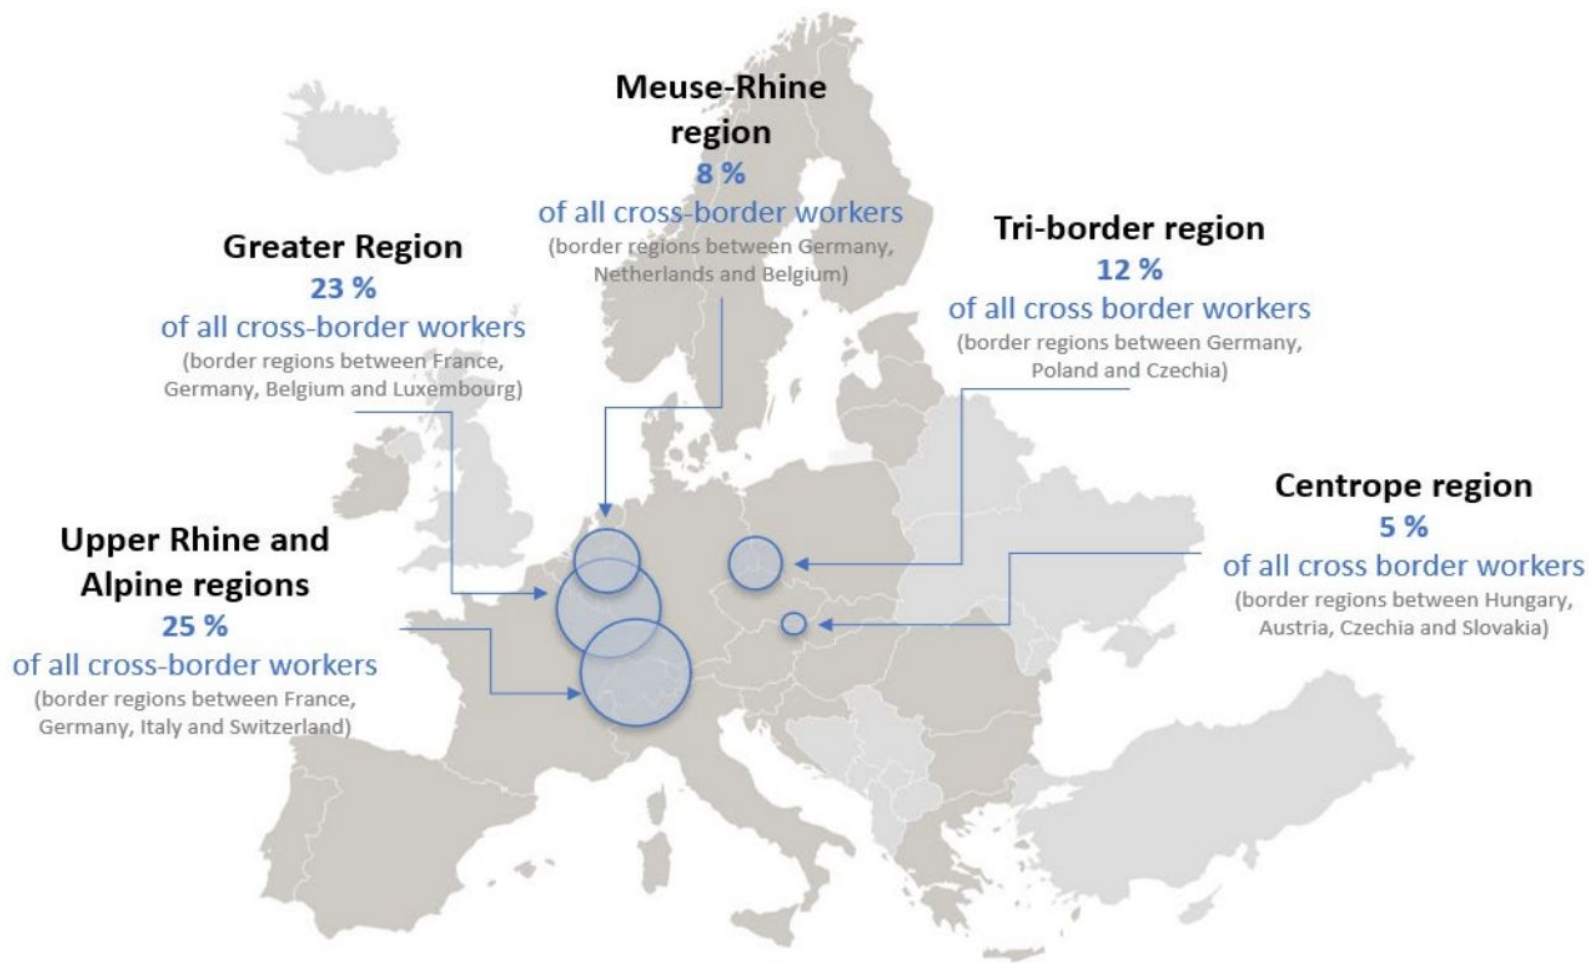 Meuse-Rhine
region
8 %
of all cross-border workers
(border regions between Germany,
Netherlands and Belgium)
Greater Region
23 %
of all cross-border workers
(border regions between France,
Germany, Belgium and Luxembourg)
Tri-border region
12 %
of all cross border workers
(border regions between Germany,
Poland and Czechia)
Upper Rhine and
Alpine regions
25 %
of all cross-border workers
(border regions between France,
Germany, Italy and Switzerland)
Centrope region
5 %
of all cross border workers
(border regions between Hungary,
Austria, Czechia and Slovakia)